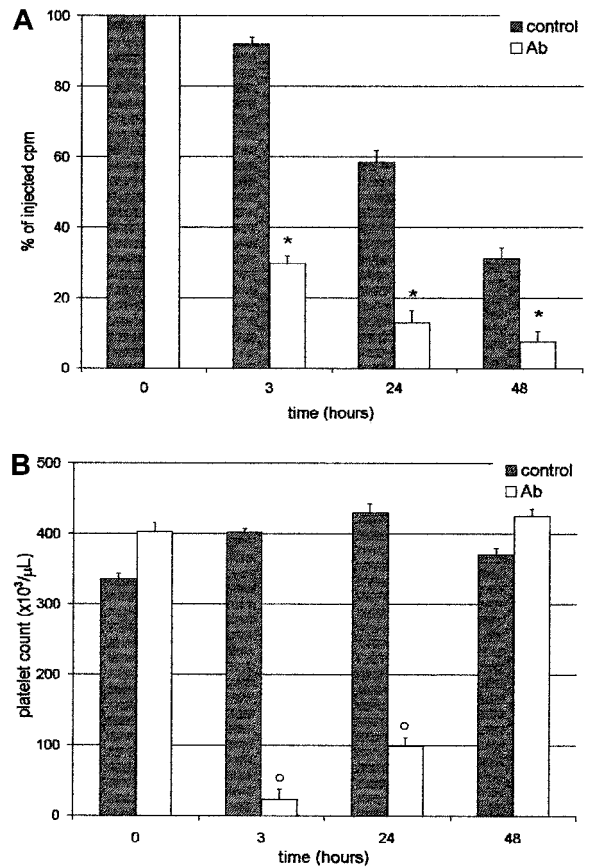 A
100
80
60
40
20
0
% of injected cpm
control
Ab
*
*
*
0 3 24 48
time (hours)
B
500
400
300
200
100
0
platelet count (x10³/µL)
control
Ab
0 3 24 48
time (hours)